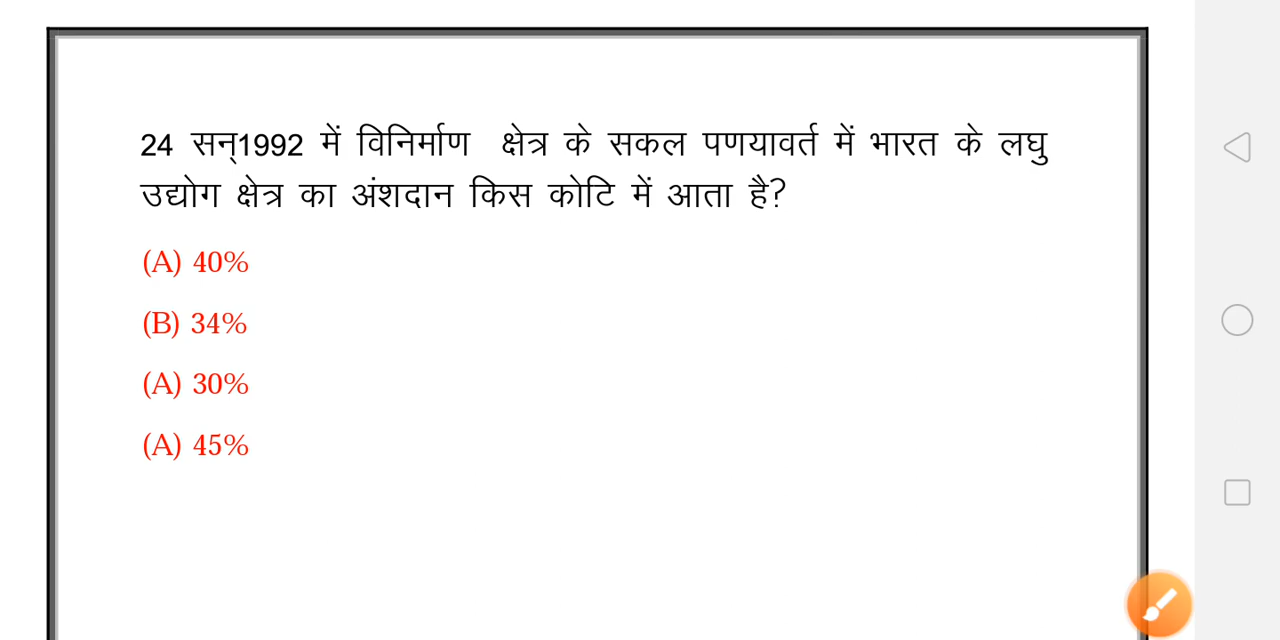 24 सन्1992 में विनिर्माण क्षेत्र के सकल पणयावर्त में भारत के लघु
उद्योग क्षेत्र का अंशदान किस कोटि में आता है?
(A) 40%
(B) 34%
(A) 30%
(A) 45%